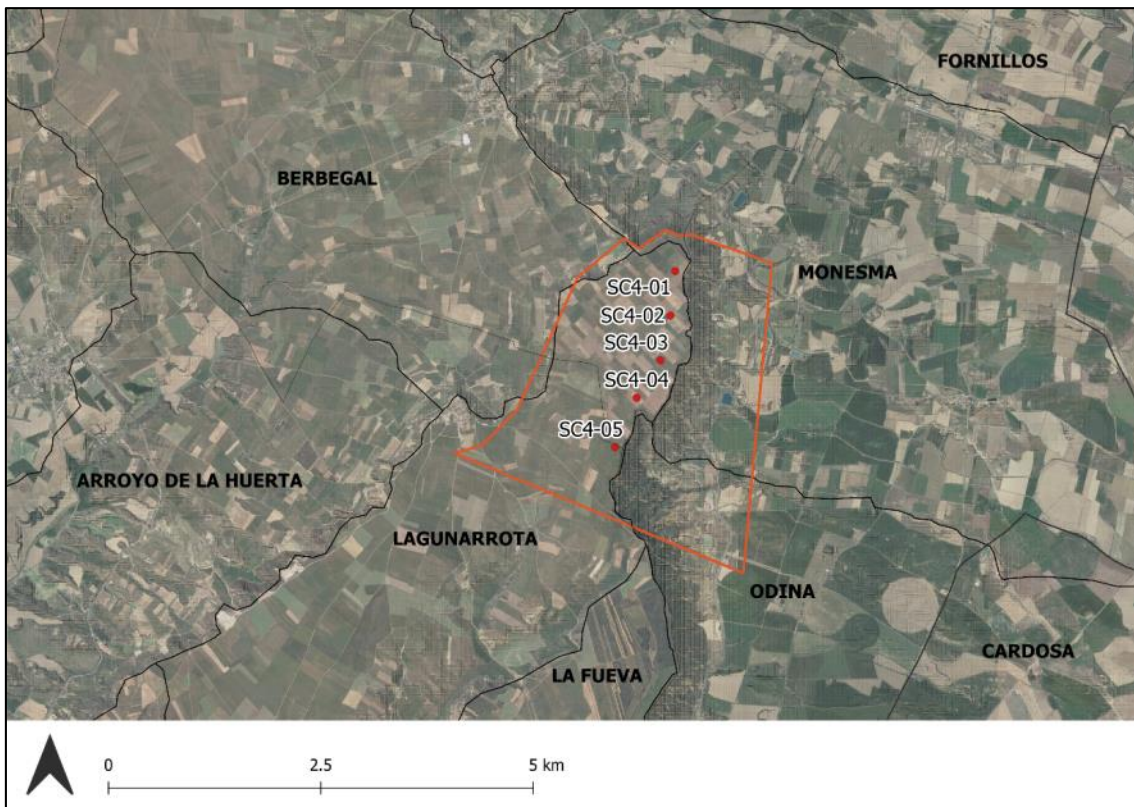 FORNILLOS
BERBEGAL
MONESMA
SC4-01
SC4-02
SC4-03
SC4-04
SC4-05
ARROYO DE LA HUERTA
LAGUNARROTA
ODINA
CARDOSA
LA FUEVA
0 2.5 5 km